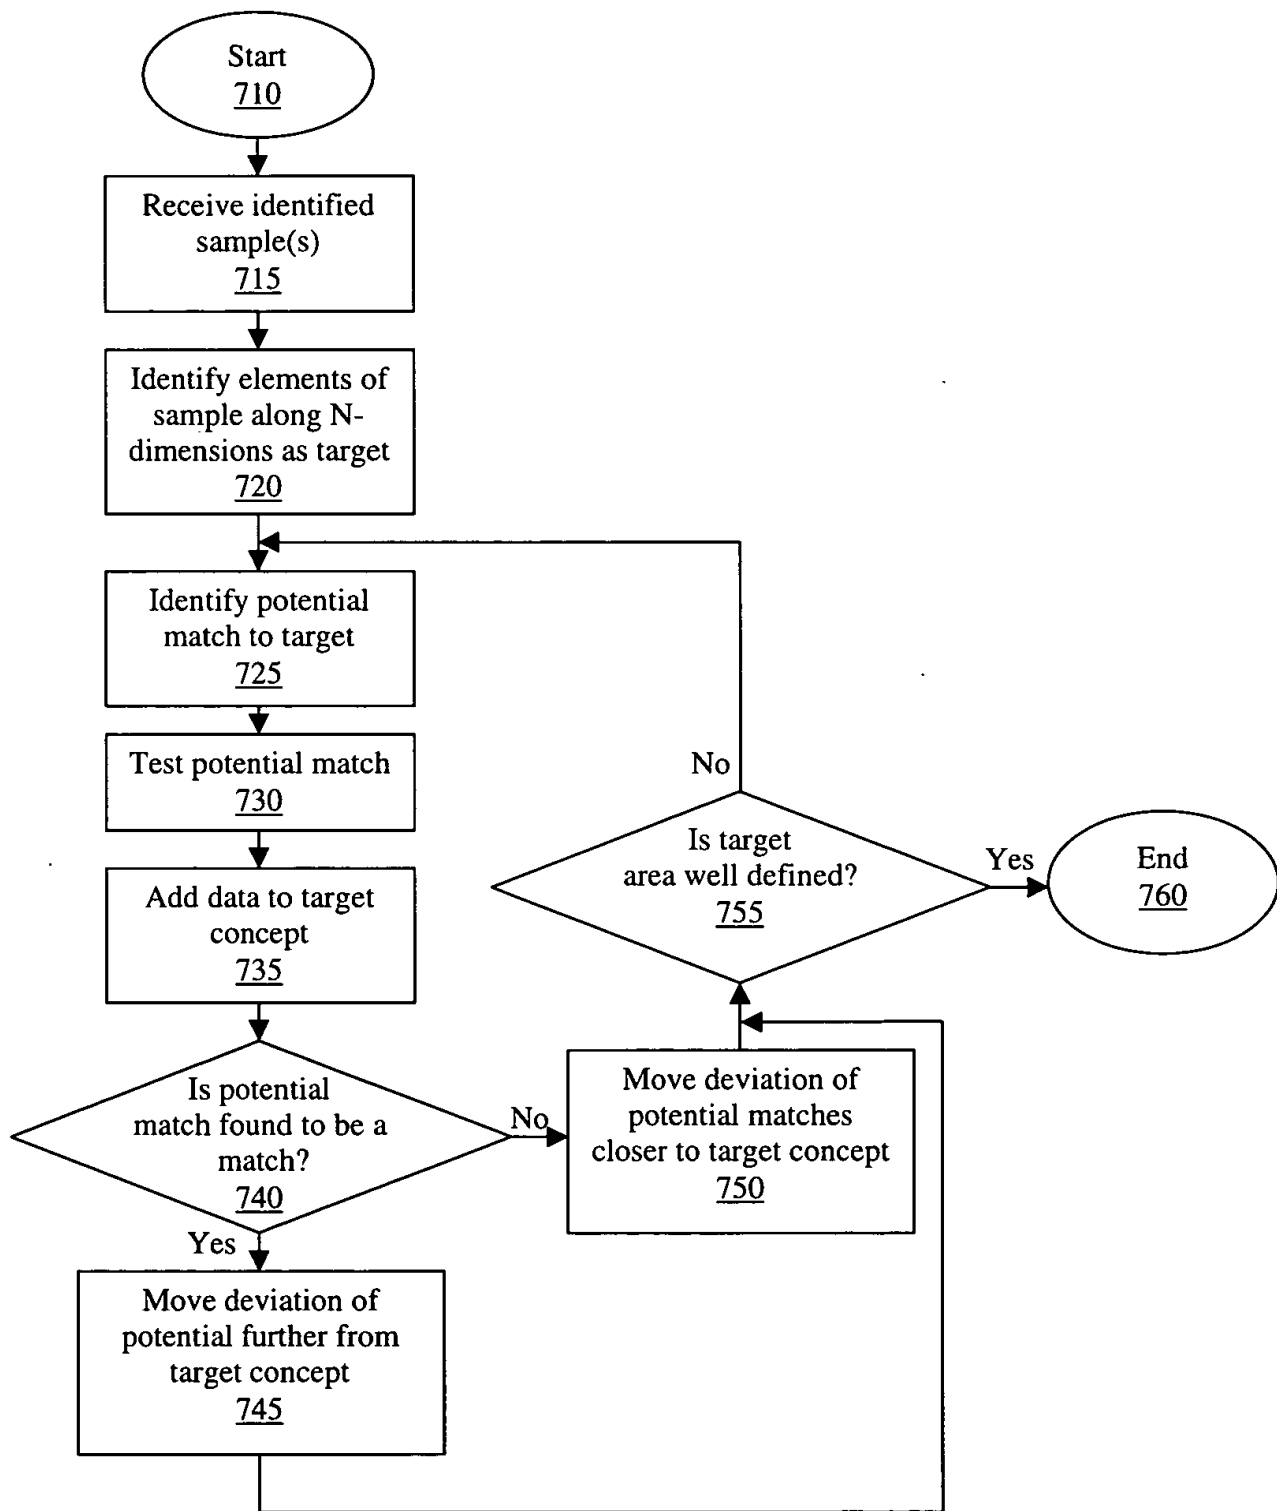 Start
710
Receive identified
sample(s)
715
Identify elements of
sample along N-
dimensions as target
720
Identify potential
match to target
725
Test potential match
730
Add data to target
concept
735
Is potential
match found to be a
match?
740
No
Yes
Move deviation of
potential further from
target concept
745
Move deviation of
potential matches
closer to target concept
750
Is target
area well defined?
755
No
Yes
End
760